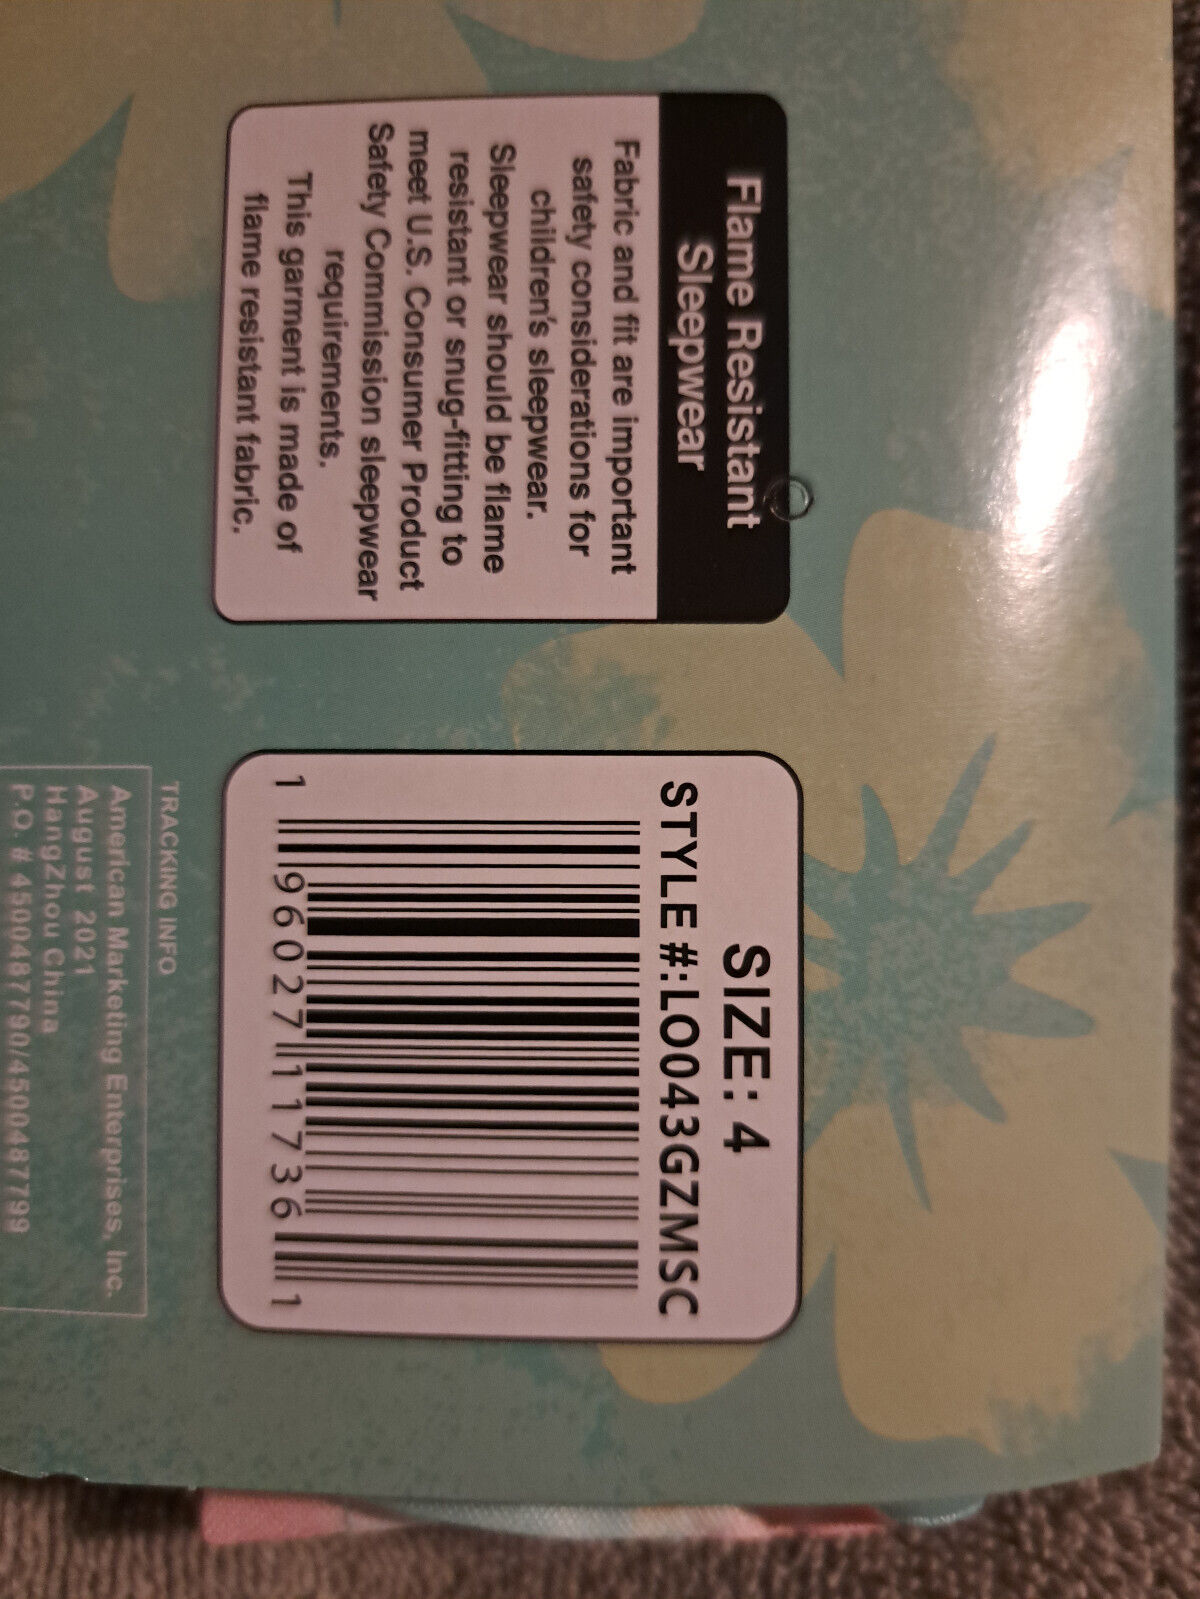 Flame Resistant
Sleepwear
Fabric and fit are important
safety considerations for
children's sleepwear.
Sleepwear should be flame
resistant or snug-fitting to
meet U.S. Consumer Product
Safety Commission sleepwear
requirements.
This garment is made of
flame resistant fabric.
SIZE: 4
STYLE #:LO043GZMSC
1 96027 11736 1
TRACKING INFO
American Marketing Enterprises, Inc.
August 2021
HangZhou China
P.O. # 4500487790/4500487799